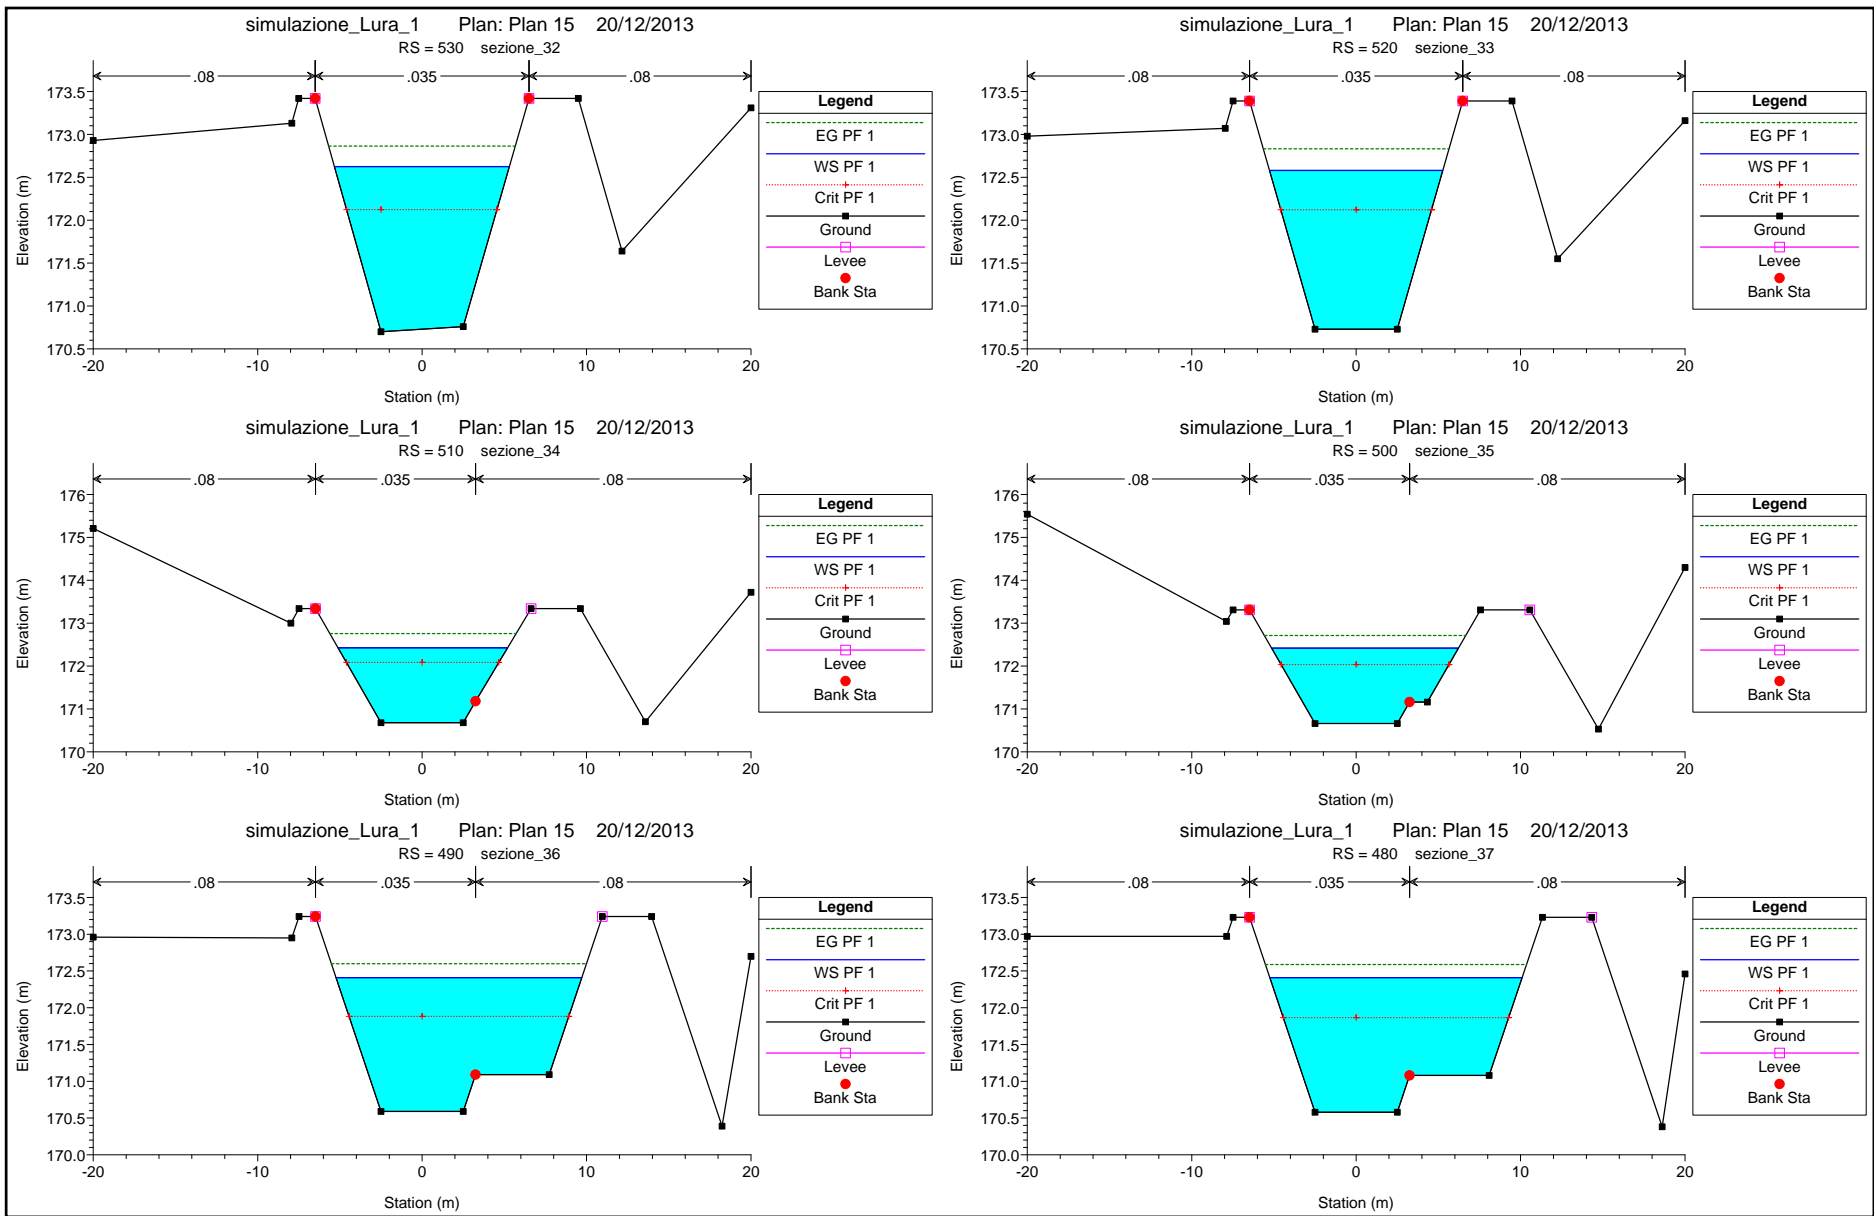 simulazione_Lura_1 Plan: Plan 15 20/12/2013
RS = 530 sezione_32
.08 .035 .08
173.5
173.0
172.5
172.0
171.5
171.0
170.5
Elevation (m)
-20 -10 0 10 20
Station (m)
Legend
EG PF 1
WS PF 1
Crit PF 1
Ground
Levee
Bank Sta
simulazione_Lura_1 Plan: Plan 15 20/12/2013
RS = 520 sezione_33
.08 .035 .08
173.5
173.0
172.5
172.0
171.5
171.0
170.5
Elevation (m)
-20 -10 0 10 20
Station (m)
Legend
EG PF 1
WS PF 1
Crit PF 1
Ground
Levee
Bank Sta
simulazione_Lura_1 Plan: Plan 15 20/12/2013
RS = 510 sezione_34
.08 .035 .08
176
175
174
173
172
171
170
Elevation (m)
-20 -10 0 10 20
Station (m)
Legend
EG PF 1
WS PF 1
Crit PF 1
Ground
Levee
Bank Sta
simulazione_Lura_1 Plan: Plan 15 20/12/2013
RS = 500 sezione_35
.08 .035 .08
176
175
174
173
172
171
170
Elevation (m)
-20 -10 0 10 20
Station (m)
Legend
EG PF 1
WS PF 1
Crit PF 1
Ground
Levee
Bank Sta
simulazione_Lura_1 Plan: Plan 15 20/12/2013
RS = 490 sezione_36
.08 .035 .08
173.5
173.0
172.5
172.0
171.5
171.0
170.5
170.0
Elevation (m)
-20 -10 0 10 20
Station (m)
Legend
EG PF 1
WS PF 1
Crit PF 1
Ground
Levee
Bank Sta
simulazione_Lura_1 Plan: Plan 15 20/12/2013
RS = 480 sezione_37
.08 .035 .08
173.5
173.0
172.5
172.0
171.5
171.0
170.5
170.0
Elevation (m)
-20 -10 0 10 20
Station (m)
Legend
EG PF 1
WS PF 1
Crit PF 1
Ground
Levee
Bank Sta